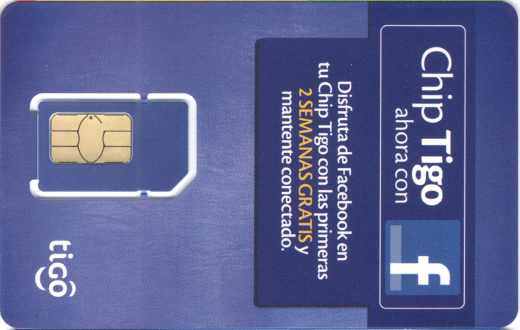 Chip Tigo
ahora con
f
Disfruta de Facebook en
tu Chip Tigo con las primeras
2 SEMANAS GRATIS y
mantente conectado.
tigo